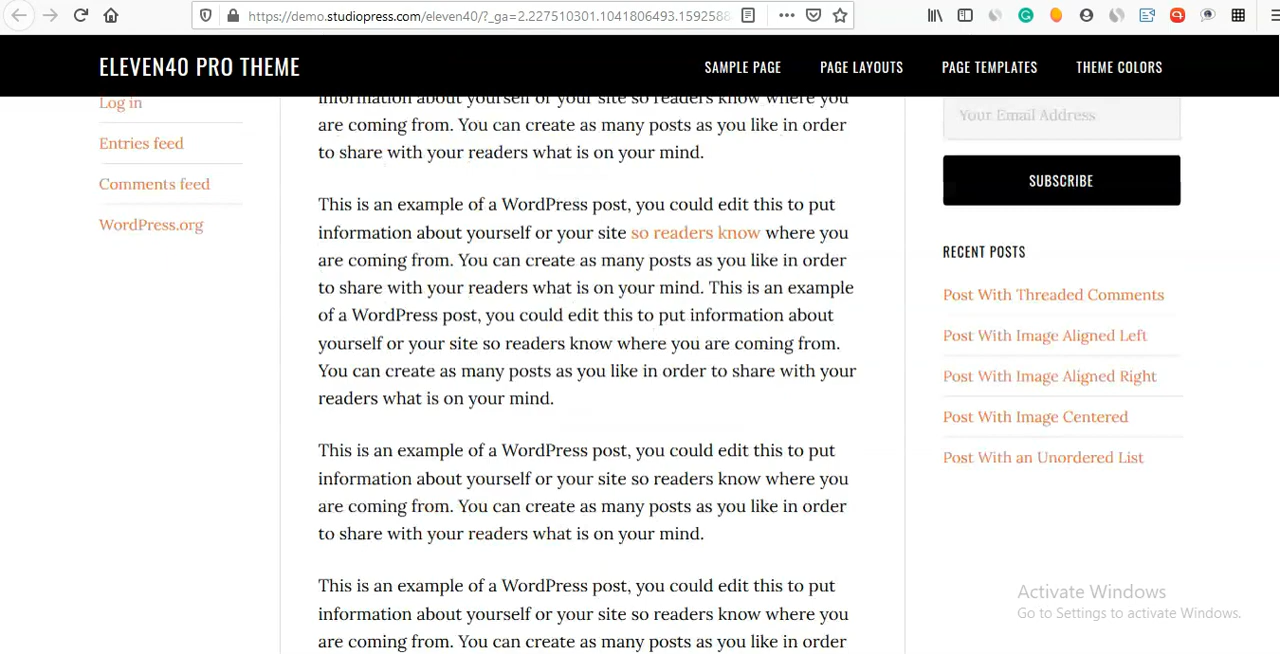 https://demo.studiopress.com/eleven40/?_ga=2.227510301.1041806493.159258
ELEVEN40 PRO THEME
SAMPLE PAGE
PAGE LAYOUTS
PAGE TEMPLATES
THEME COLORS
Log in
Entries feed
Comments feed
WordPress.org
information about yourself or your site so readers know where you
are coming from. You can create as many posts as you like in order
to share with your readers what is on your mind.
This is an example of a WordPress post, you could edit this to put
information about yourself or your site so readers know where you
are coming from. You can create as many posts as you like in order
to share with your readers what is on your mind. This is an example
of a WordPress post, you could edit this to put information about
yourself or your site so readers know where you are coming from.
You can create as many posts as you like in order to share with your
readers what is on your mind.
This is an example of a WordPress post, you could edit this to put
information about yourself or your site so readers know where you
are coming from. You can create as many posts as you like in order
to share with your readers what is on your mind.
This is an example of a WordPress post, you could edit this to put
information about yourself or your site so readers know where you
are coming from. You can create as many posts as you like in order
Your Email Address
SUBSCRIBE
RECENT POSTS
Post With Threaded Comments
Post With Image Aligned Left
Post With Image Aligned Right
Post With Image Centered
Post With an Unordered List
Activate Windows
Go to Settings to activate Windows.